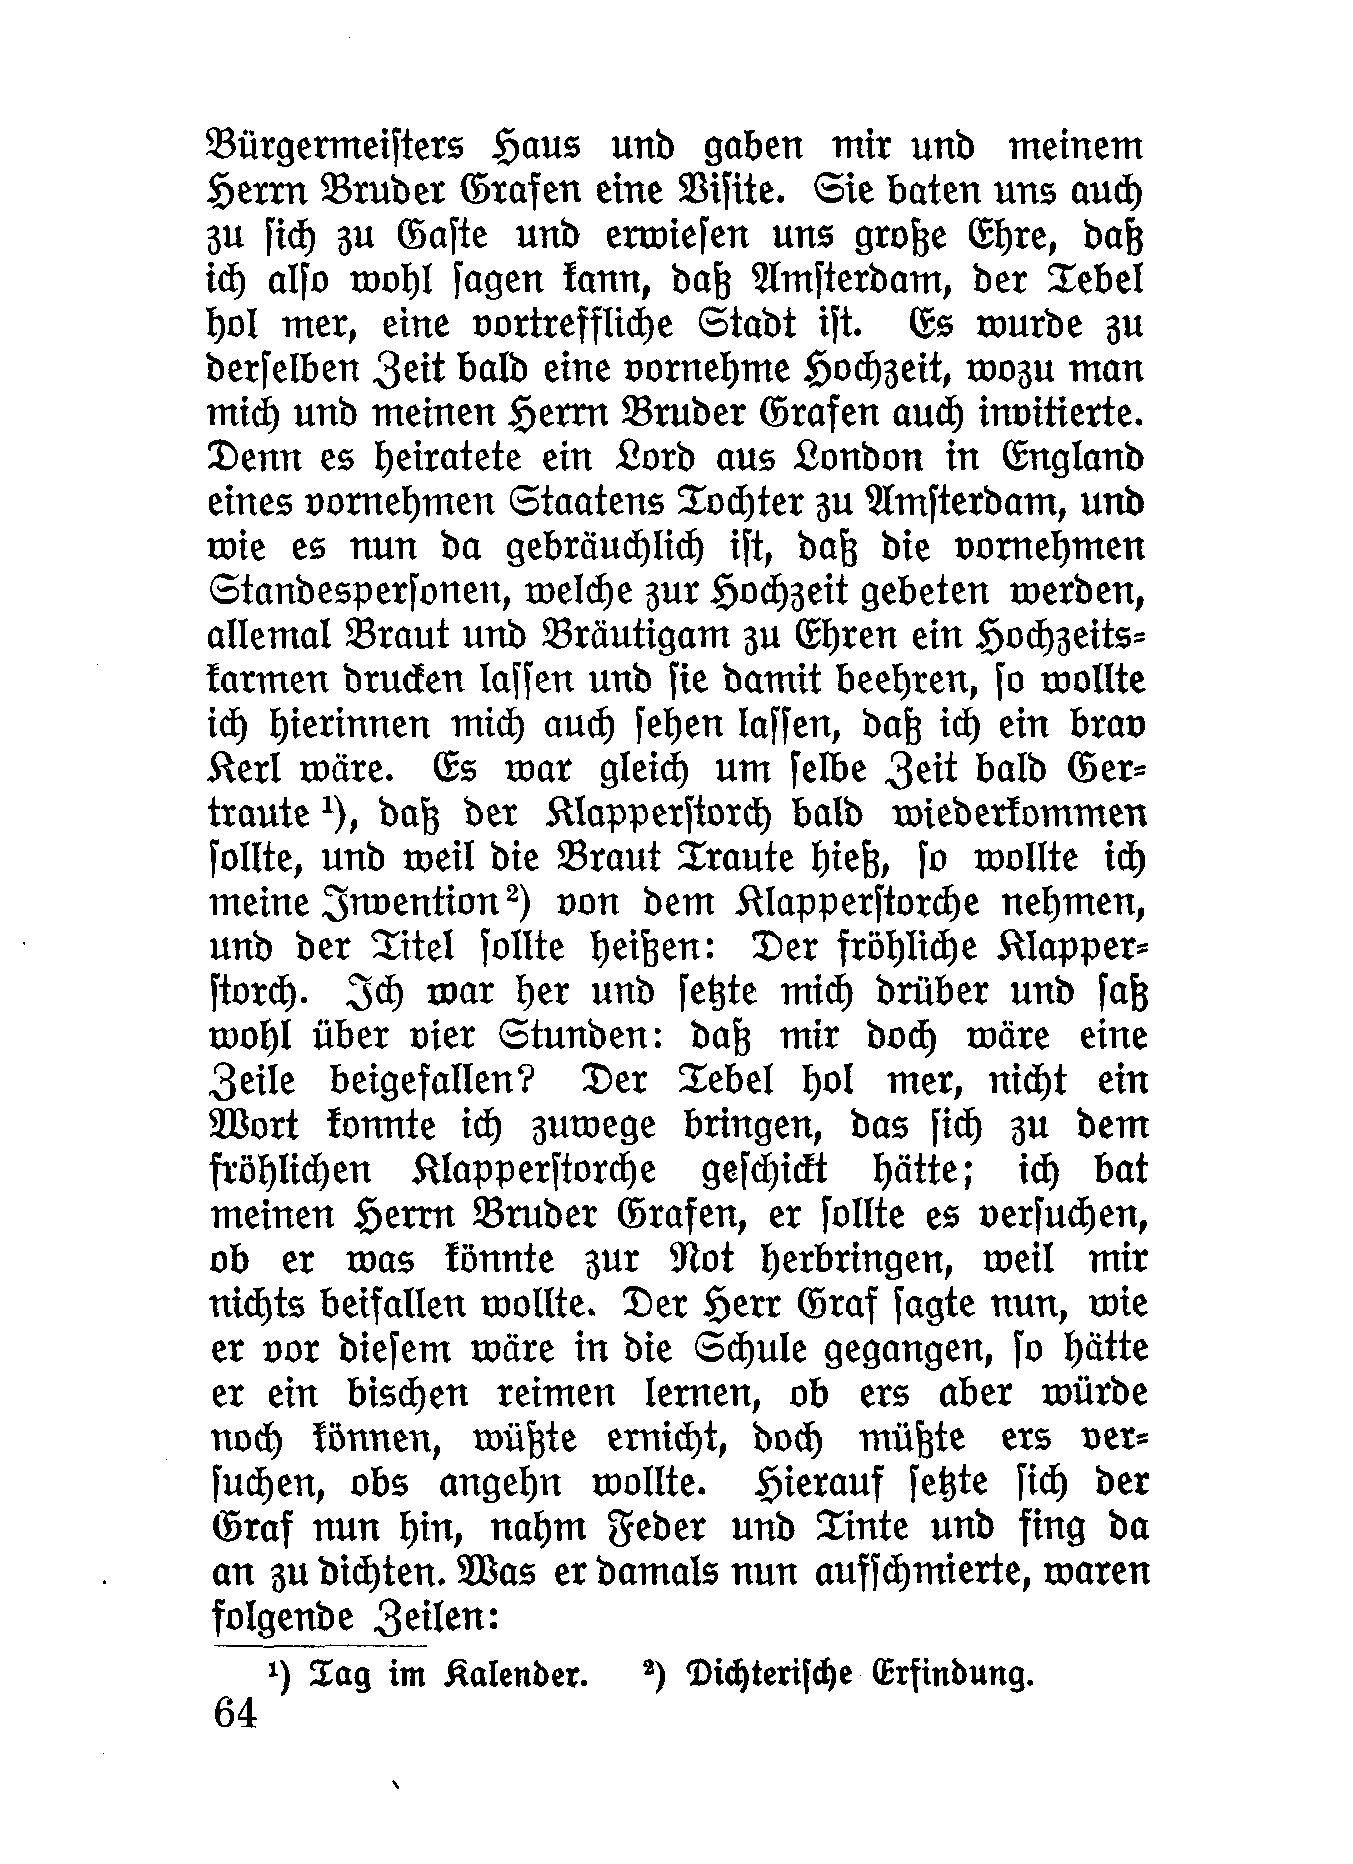 Bürgermeisters Haus und gaben mir und meinem
Herrn Bruder Grafen eine Visite. Sie baten uns auch
zu sich zu Gaste und erwiesen uns große Ehre, daß
ich also wohl sagen kann, daß Amsterdam, der Tebel
hol mer, eine vortreffliche Stadt ist. Es wurde zu
derselben Zeit bald eine vornehme Hochzeit, wozu man
mich und meinen Herrn Bruder Grafen auch invitierte.
Denn es heiratete ein Lord aus London in England
eines vornehmen Staatens Tochter zu Amsterdam, und
wie es nun da gebräuchlich ist, daß die vornehmen
Standespersonen, welche zur Hochzeit gebeten werden,
allemal Braut und Bräutigam zu Ehren ein Hochzeits-
karmen drucken lassen und sie damit beehren, so wollte
ich hierinnen mich auch sehen lassen, daß ich ein brav
Kerl wäre. Es war gleich um selbe Zeit bald Ger-
traute ¹), daß der Klapperstorch bald wiederkommen
sollte, und weil die Braut Traute hieß, so wollte ich
meine Invention ²) von dem Klapperstorche nehmen,
und der Titel sollte heißen: Der fröhliche Klapper-
storch. Ich war her und setzte mich drüber und saß
wohl über vier Stunden: daß mir doch wäre eine
Zeile beigefallen? Der Tebel hol mer, nicht ein
Wort konnte ich zuwege bringen, das sich zu dem
fröhlichen Klapperstorche geschickt hätte; ich bat
meinen Herrn Bruder Grafen, er sollte es versuchen,
ob er was könnte zur Not herbringen, weil mir
nichts beifallen wollte. Der Herr Graf sagte nun, wie
er vor diesem wäre in die Schule gegangen, so hätte
er ein bischen reimen lernen, ob ers aber würde
noch können, wüßte ernicht, doch müßte ers ver-
suchen, obs angehn wollte. Hierauf setzte sich der
Graf nun hin, nahm Feder und Tinte und fing da
an zu dichten. Was er damals nun aufschmierte, waren
folgende Zeilen:
¹) Tag im Kalender. ²) Dichterische Erfindung.
64